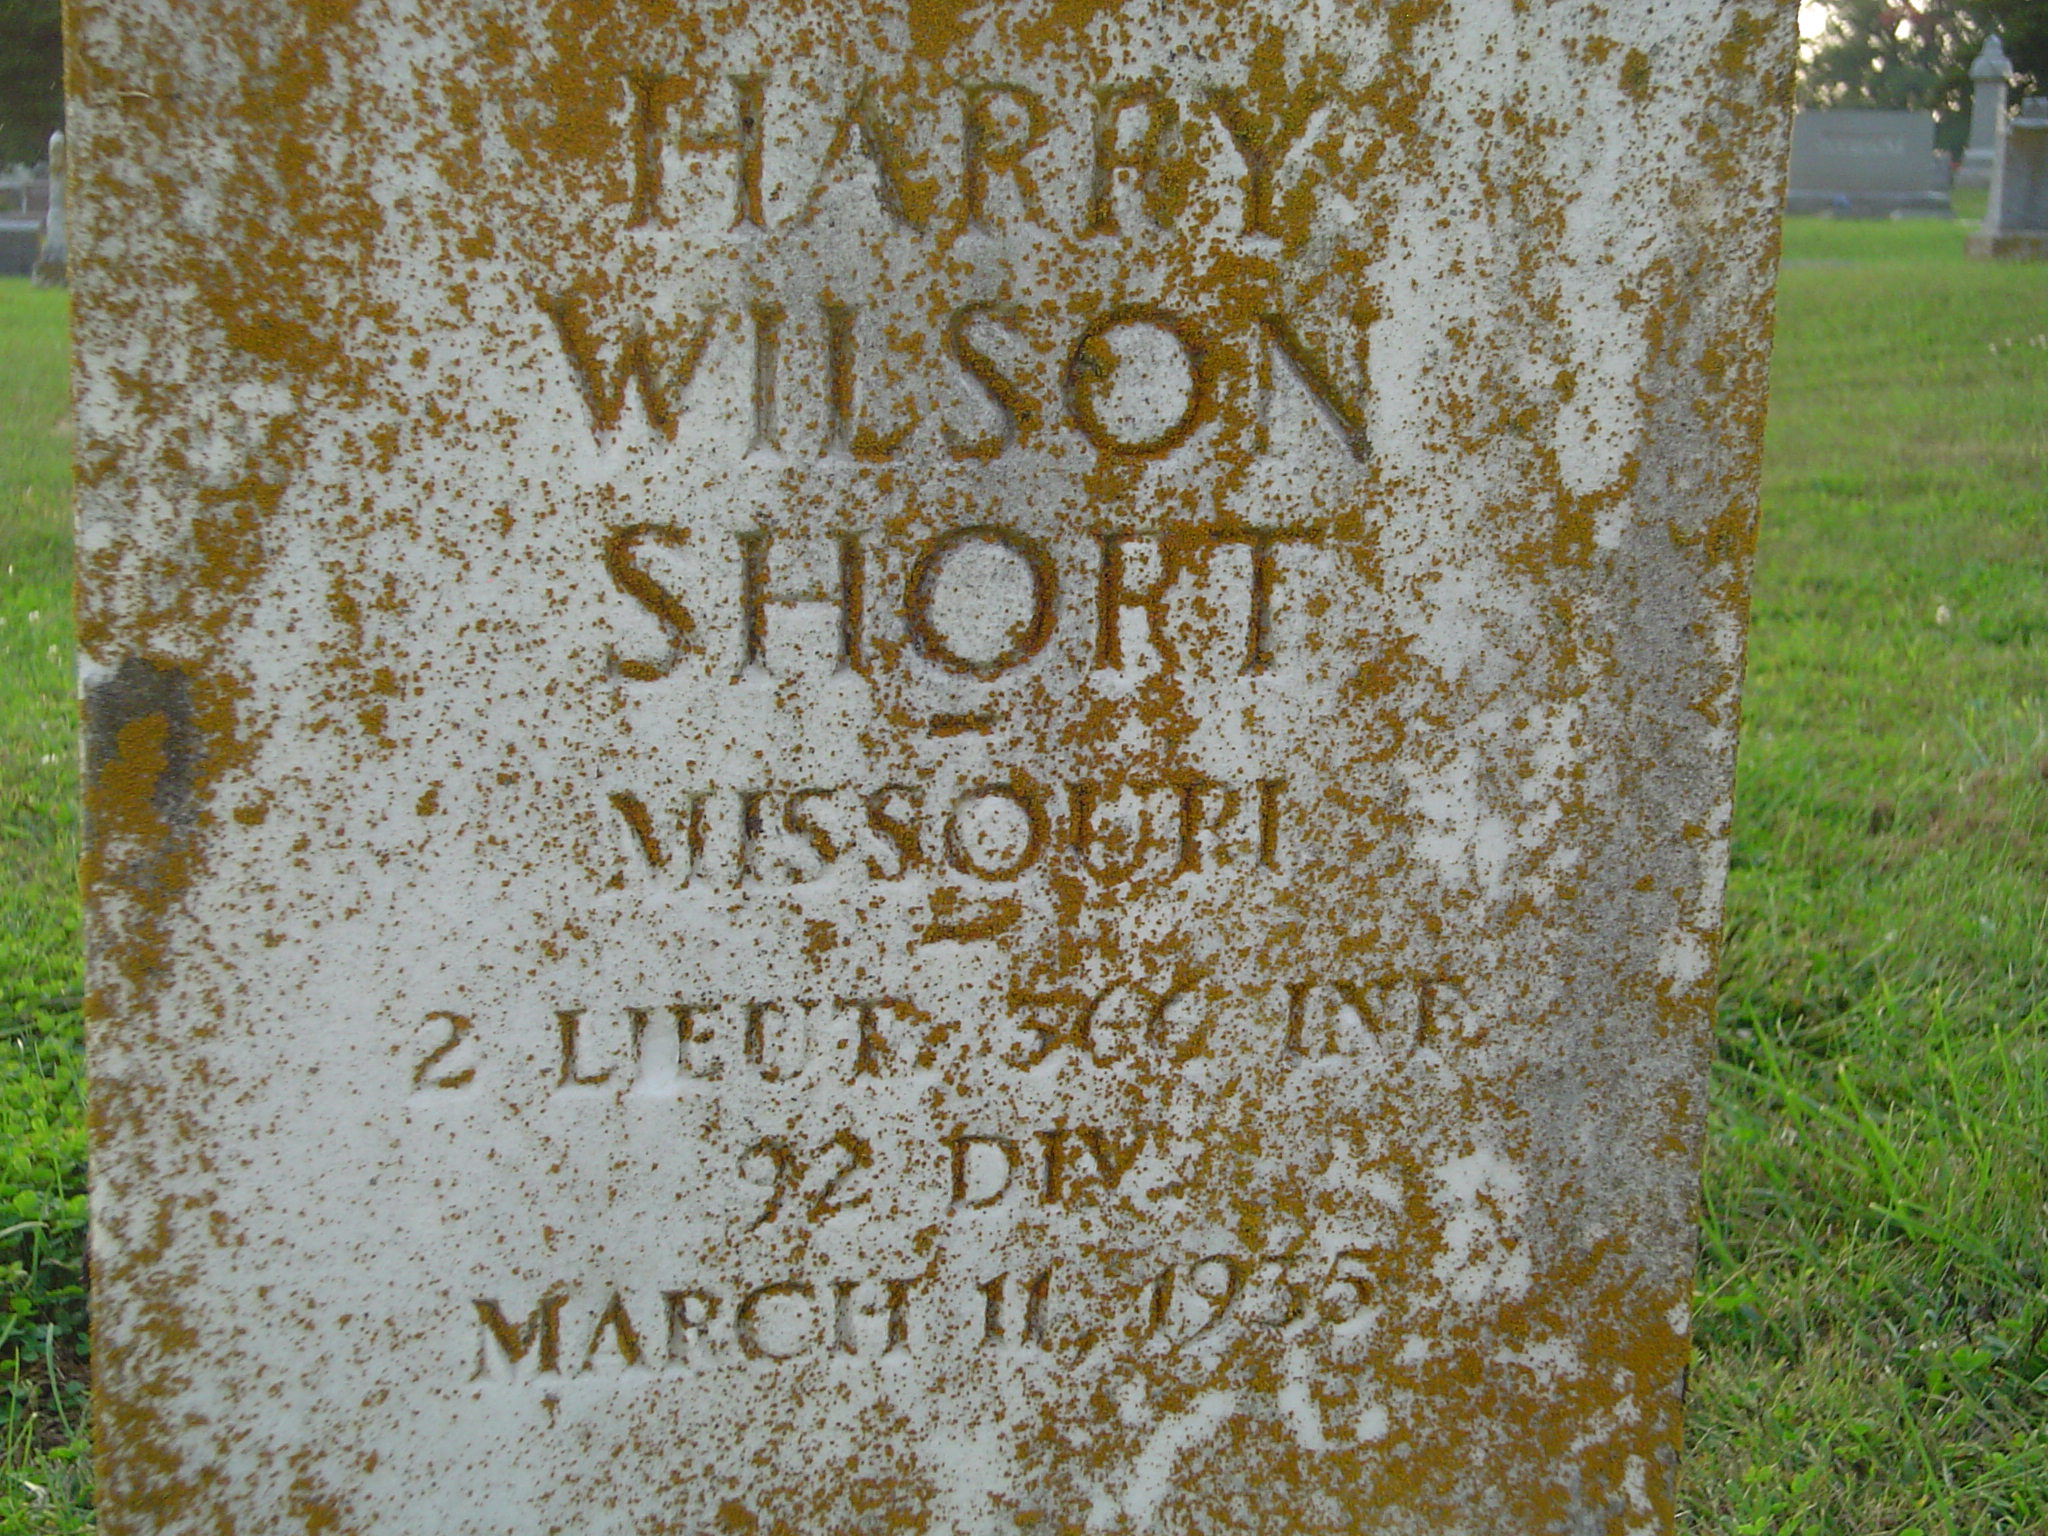 HARRY
WILSON
SHORT
MISSOURI
2 LIEUT. 366 INF.
92 DIV.
MARCH 11, 1935